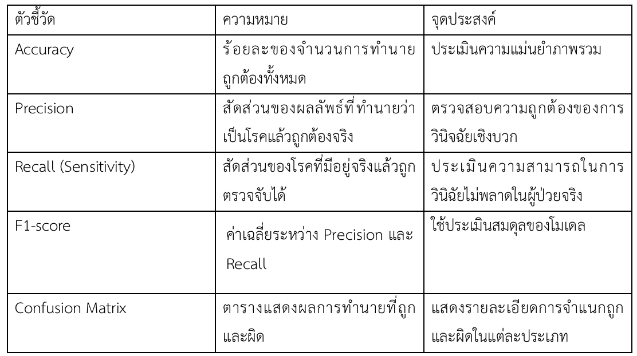 ตัวชี้วัด
ความหมาย
จุดประสงค์
Accuracy
ร้อยละของจำนวนการทำนาย
ถูกต้องทั้งหมด
ประเมินความแม่นยำภาพรวม
Precision
สัดส่วนของผลลัพธ์ที่ทำนายว่า
เป็นโรคแล้วถูกต้องจริง
ตรวจสอบความถูกต้องของการ
วินิจฉัยเชิงบวก
Recall (Sensitivity)
สัดส่วนของโรคที่มีอยู่จริงแล้วถูก
ตรวจจับได้
ประเมินความสามารถในการ
วินิฉัยไม่พลาดในผู้ป่วยจริง
F1-score
ค่าเฉลี่ยระหว่าง Precision และ
Recall
ใช้ประเมินสมดุลของโมเดล
Confusion Matrix
ตารางแสดงผลการทำนายที่ถูก
และผิด
แสดงรายละเอียดการจำแนกถูก
และผิดในแต่ละประเภท